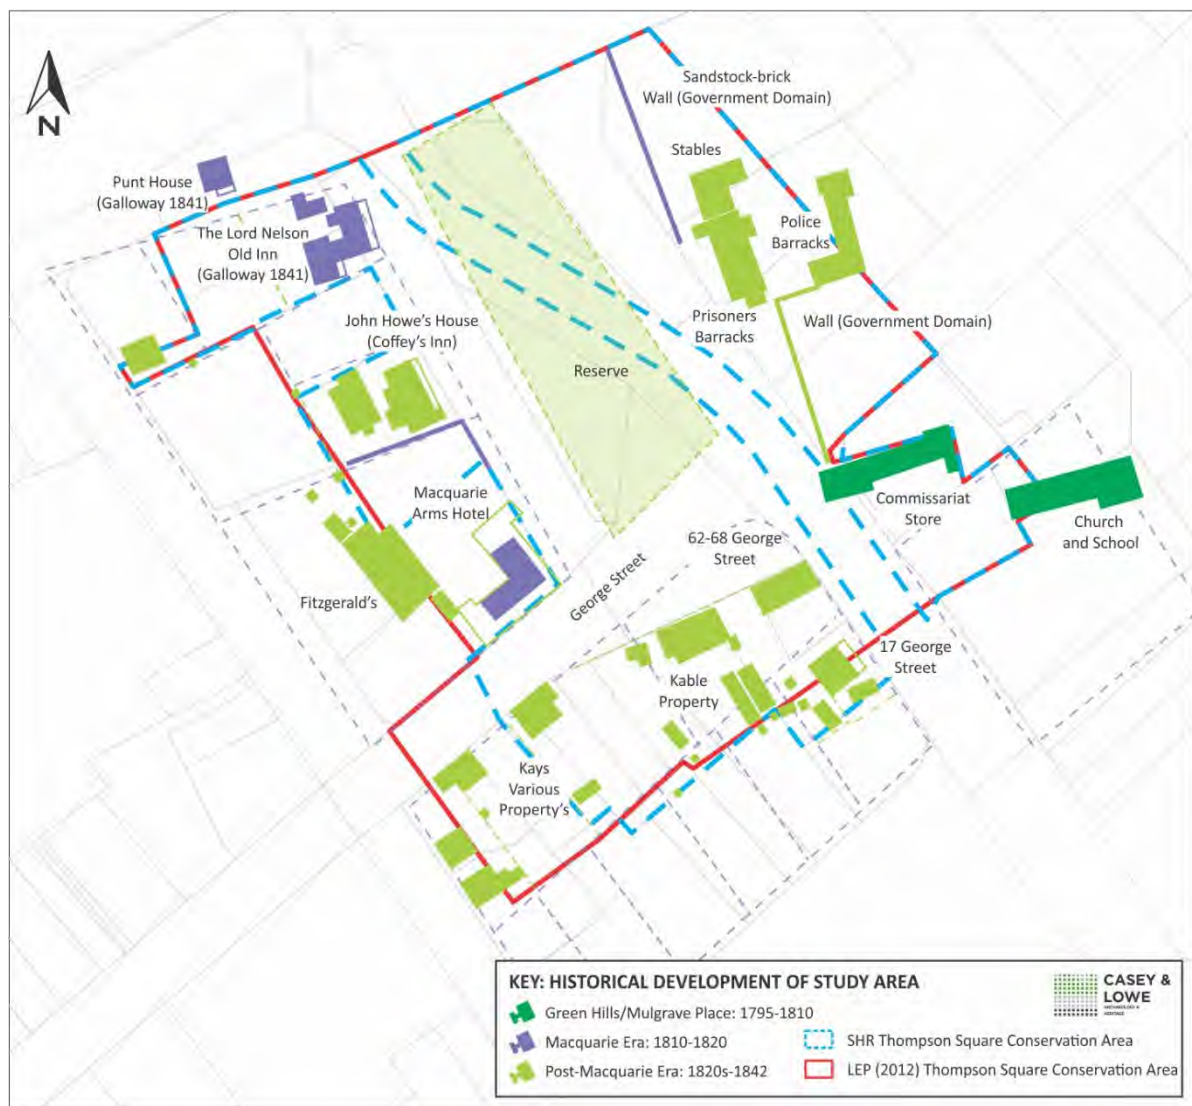 N
Sandstock-brick
Wall (Government Domain)
Stables
Punt House
(Galloway 1841)
The Lord Nelson
Old Inn
(Galloway 1841)
Police
Barracks
John Howe's House
(Coffey's Inn)
Prisoners
Barracks
Wall (Government Domain)
Reserve
Macquarie
Arms Hotel
Commissariat
Store
Church
and School
62-68 George
Street
George Street
Fitzgerald's
17 George
Street
Kable
Property
Kays
Various
Property's
KEY: HISTORICAL DEVELOPMENT OF STUDY AREA
Green Hills/Mulgrave Place: 1795-1810
Macquarie Era: 1810-1820
Post-Macquarie Era: 1820s-1842
SHR Thompson Square Conservation Area
LEP (2012) Thompson Square Conservation Area
CASEY &
LOWE
ARCHAEOLOGY &
HERITAGE